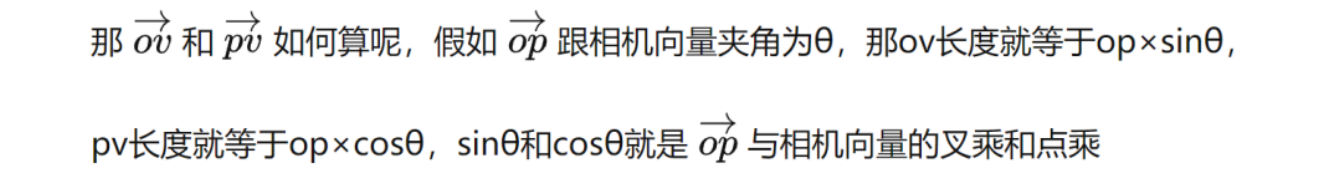 那 $\overrightarrow{ov}$ 和 $\overrightarrow{pv}$ 如何算呢，假如 $\overrightarrow{op}$ 跟相机向量夹角为θ，那ov长度就等于op×sinθ，
pv长度就等于op×cosθ，sinθ和cosθ就是 $\overrightarrow{op}$ 与相机向量的叉乘和点乘